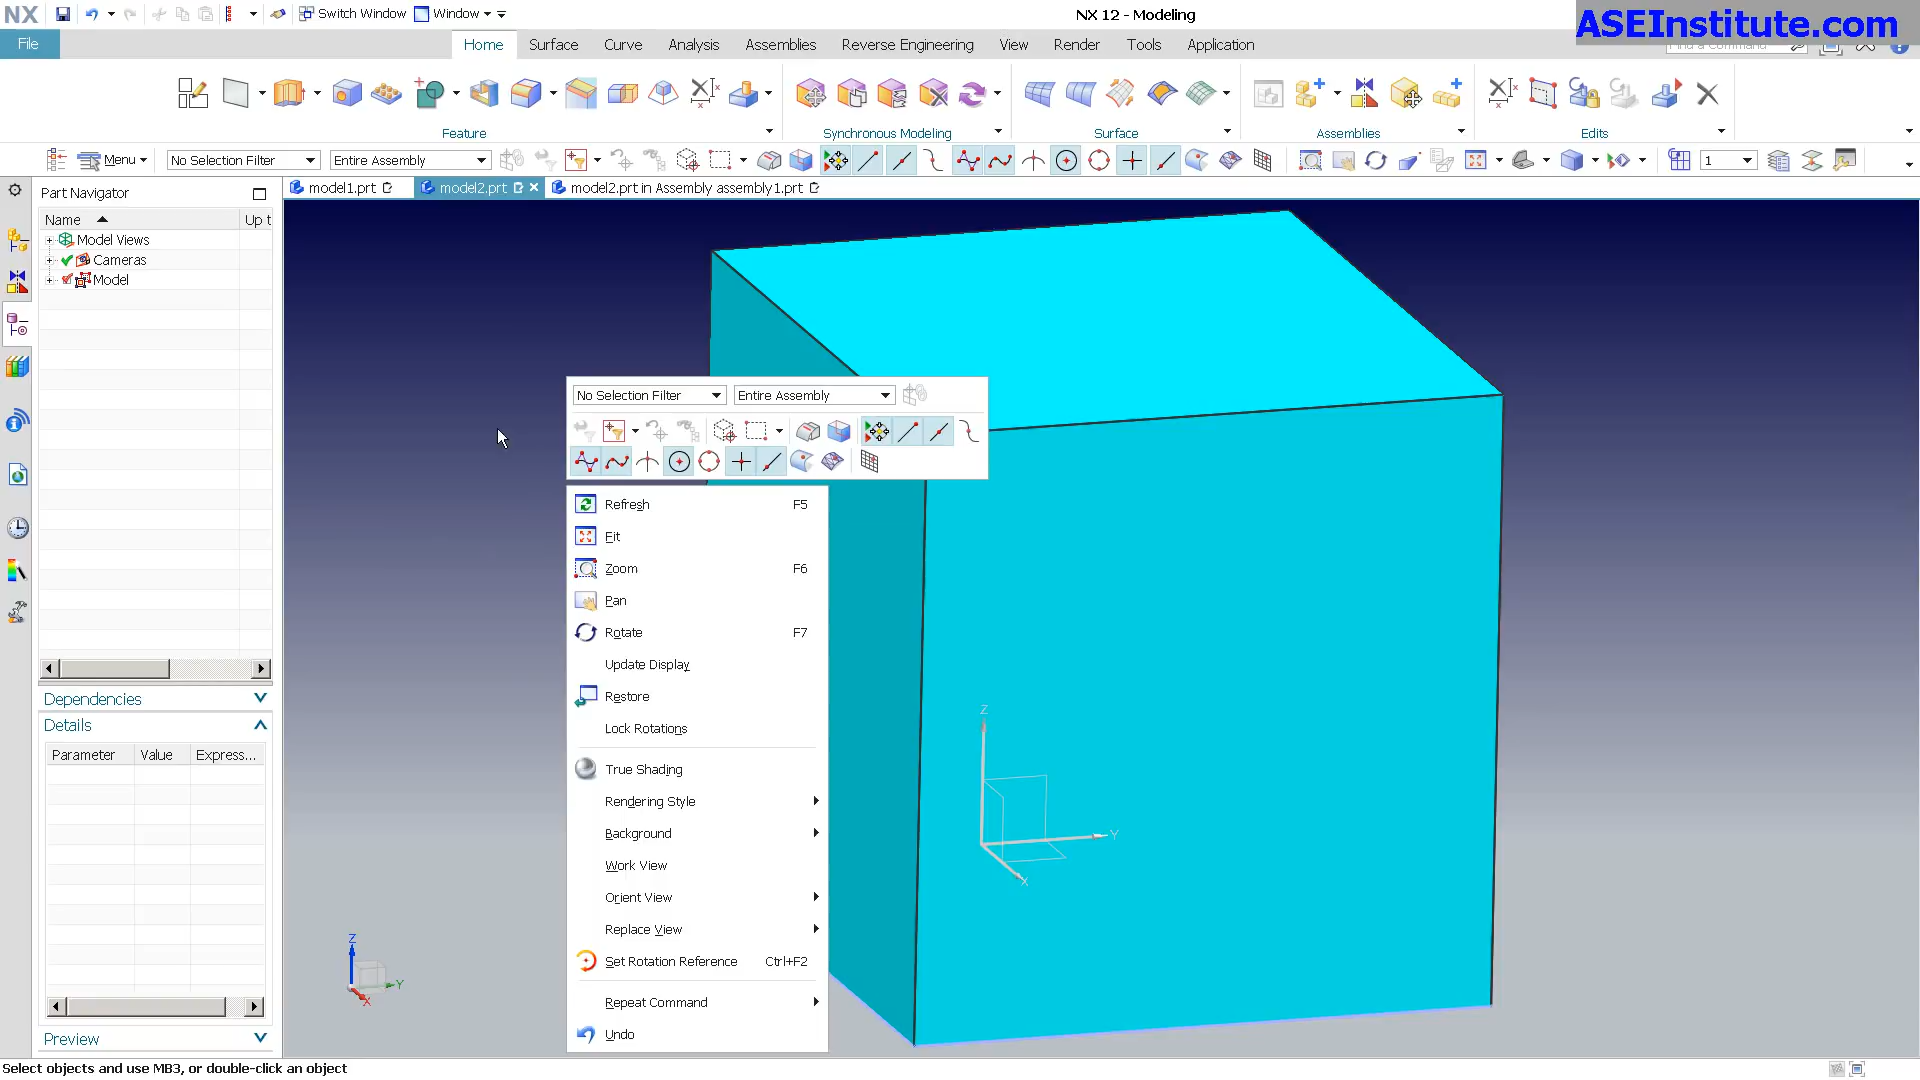 NX
Switch Window
Window
NX 12 - Modeling
ASEInstitute.com
File
Home
Surface
Curve
Analysis
Assemblies
Reverse Engineering
View
Render
Tools
Application
Find a Command
Feature
Synchronous Modeling
Surface
Assemblies
Edits
Menu
No Selection Filter
Entire Assembly
1
Part Navigator
model1.prt
model2.prt
model2.prt in Assembly assembly1.prt
Name
Up t
Model Views
Cameras
Model
No Selection Filter
Entire Assembly
Refresh F5
Fit
Zoom F6
Pan
Rotate F7
Update Display
Restore
Lock Rotations
True Shading
Rendering Style
Background
Work View
Orient View
Replace View
Set Rotation Reference Ctrl+F2
Repeat Command
Undo
Dependencies
Details
Parameter
Value
Express...
Preview
Z
Y
X
Z
Y
X
Select objects and use MB3, or double-click an object